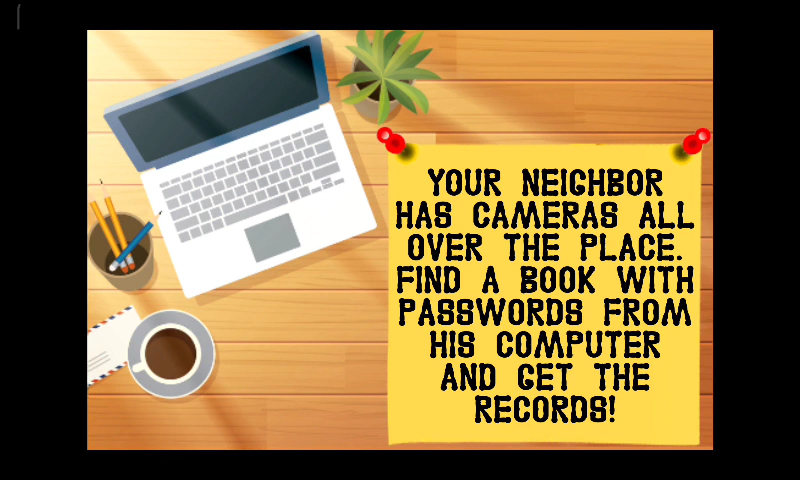 YOUR NEIGHBOR
HAS CAMERAS ALL
OVER THE PLACE.
FIND A BOOK WITH
PASSWORDS FROM
HIS COMPUTER
AND GET THE
RECORDS!